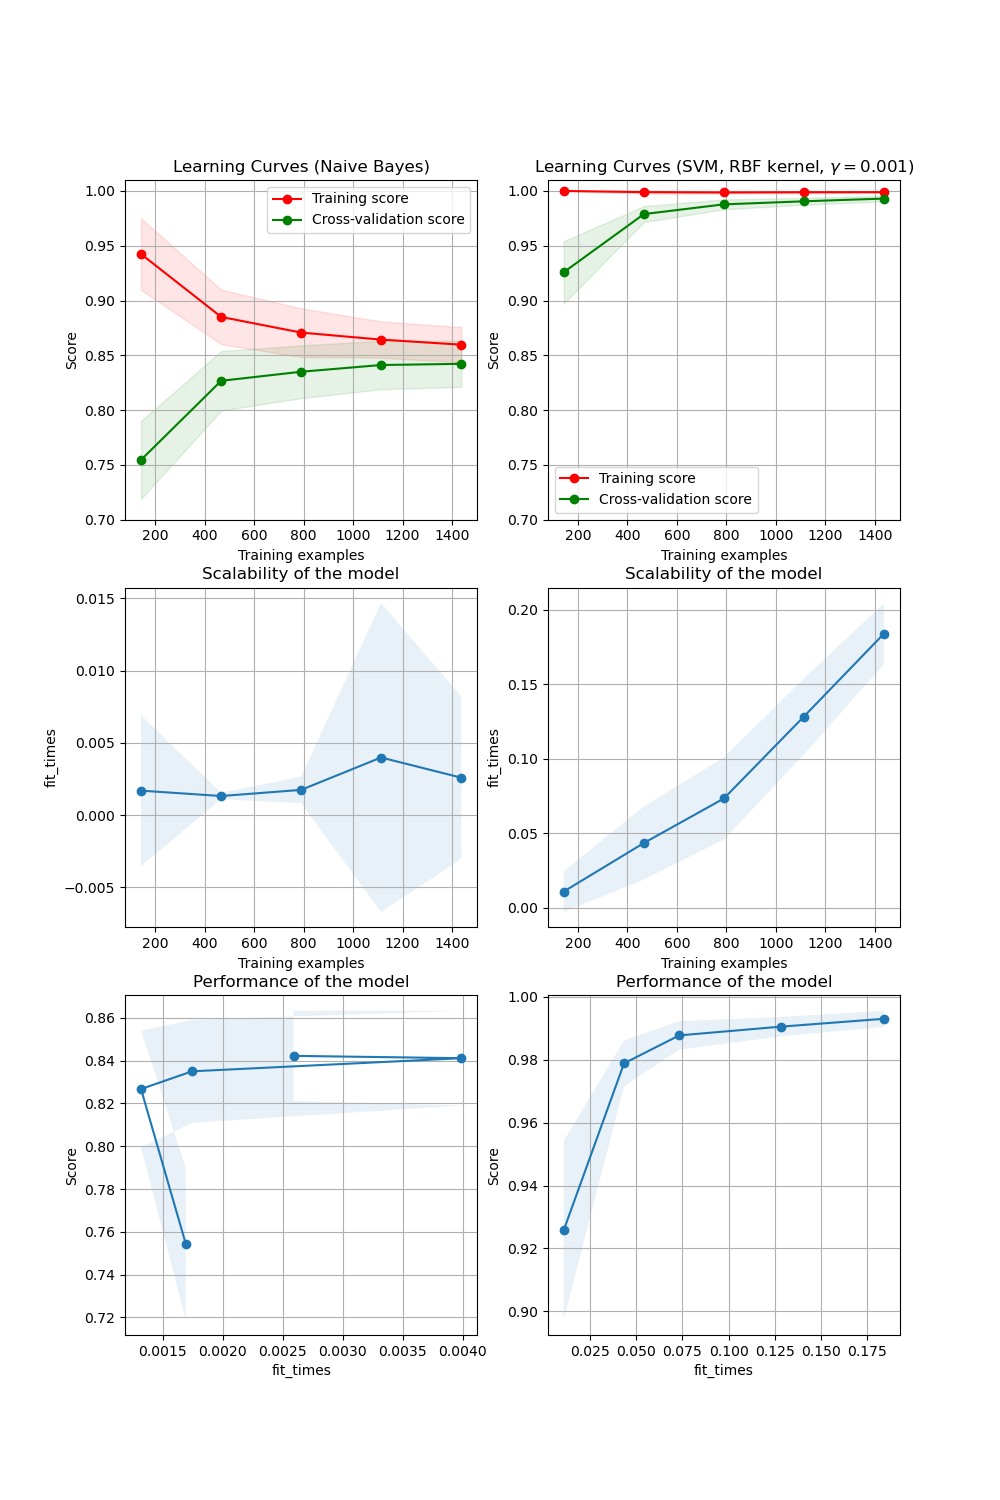 Learning Curves (Naive Bayes)
1.00
0.95
0.90
0.85
0.80
0.75
0.70
Score
Training score
Cross-validation score
200 400 600 800 1000 1200 1400
Training examples
Learning Curves (SVM, RBF kernel, γ = 0.001)
1.00
0.95
0.90
0.85
0.80
0.75
0.70
Score
Training score
Cross-validation score
200 400 600 800 1000 1200 1400
Training examples
Scalability of the model
0.015
0.010
0.005
0.000
−0.005
fit_times
200 400 600 800 1000 1200 1400
Training examples
Scalability of the model
0.20
0.15
0.10
0.05
0.00
fit_times
200 400 600 800 1000 1200 1400
Training examples
Performance of the model
0.86
0.84
0.82
0.80
0.78
0.76
0.74
0.72
Score
0.0015 0.0020 0.0025 0.0030 0.0035 0.0040
fit_times
Performance of the model
1.00
0.98
0.96
0.94
0.92
0.90
Score
0.025 0.050 0.075 0.100 0.125 0.150 0.175
fit_times